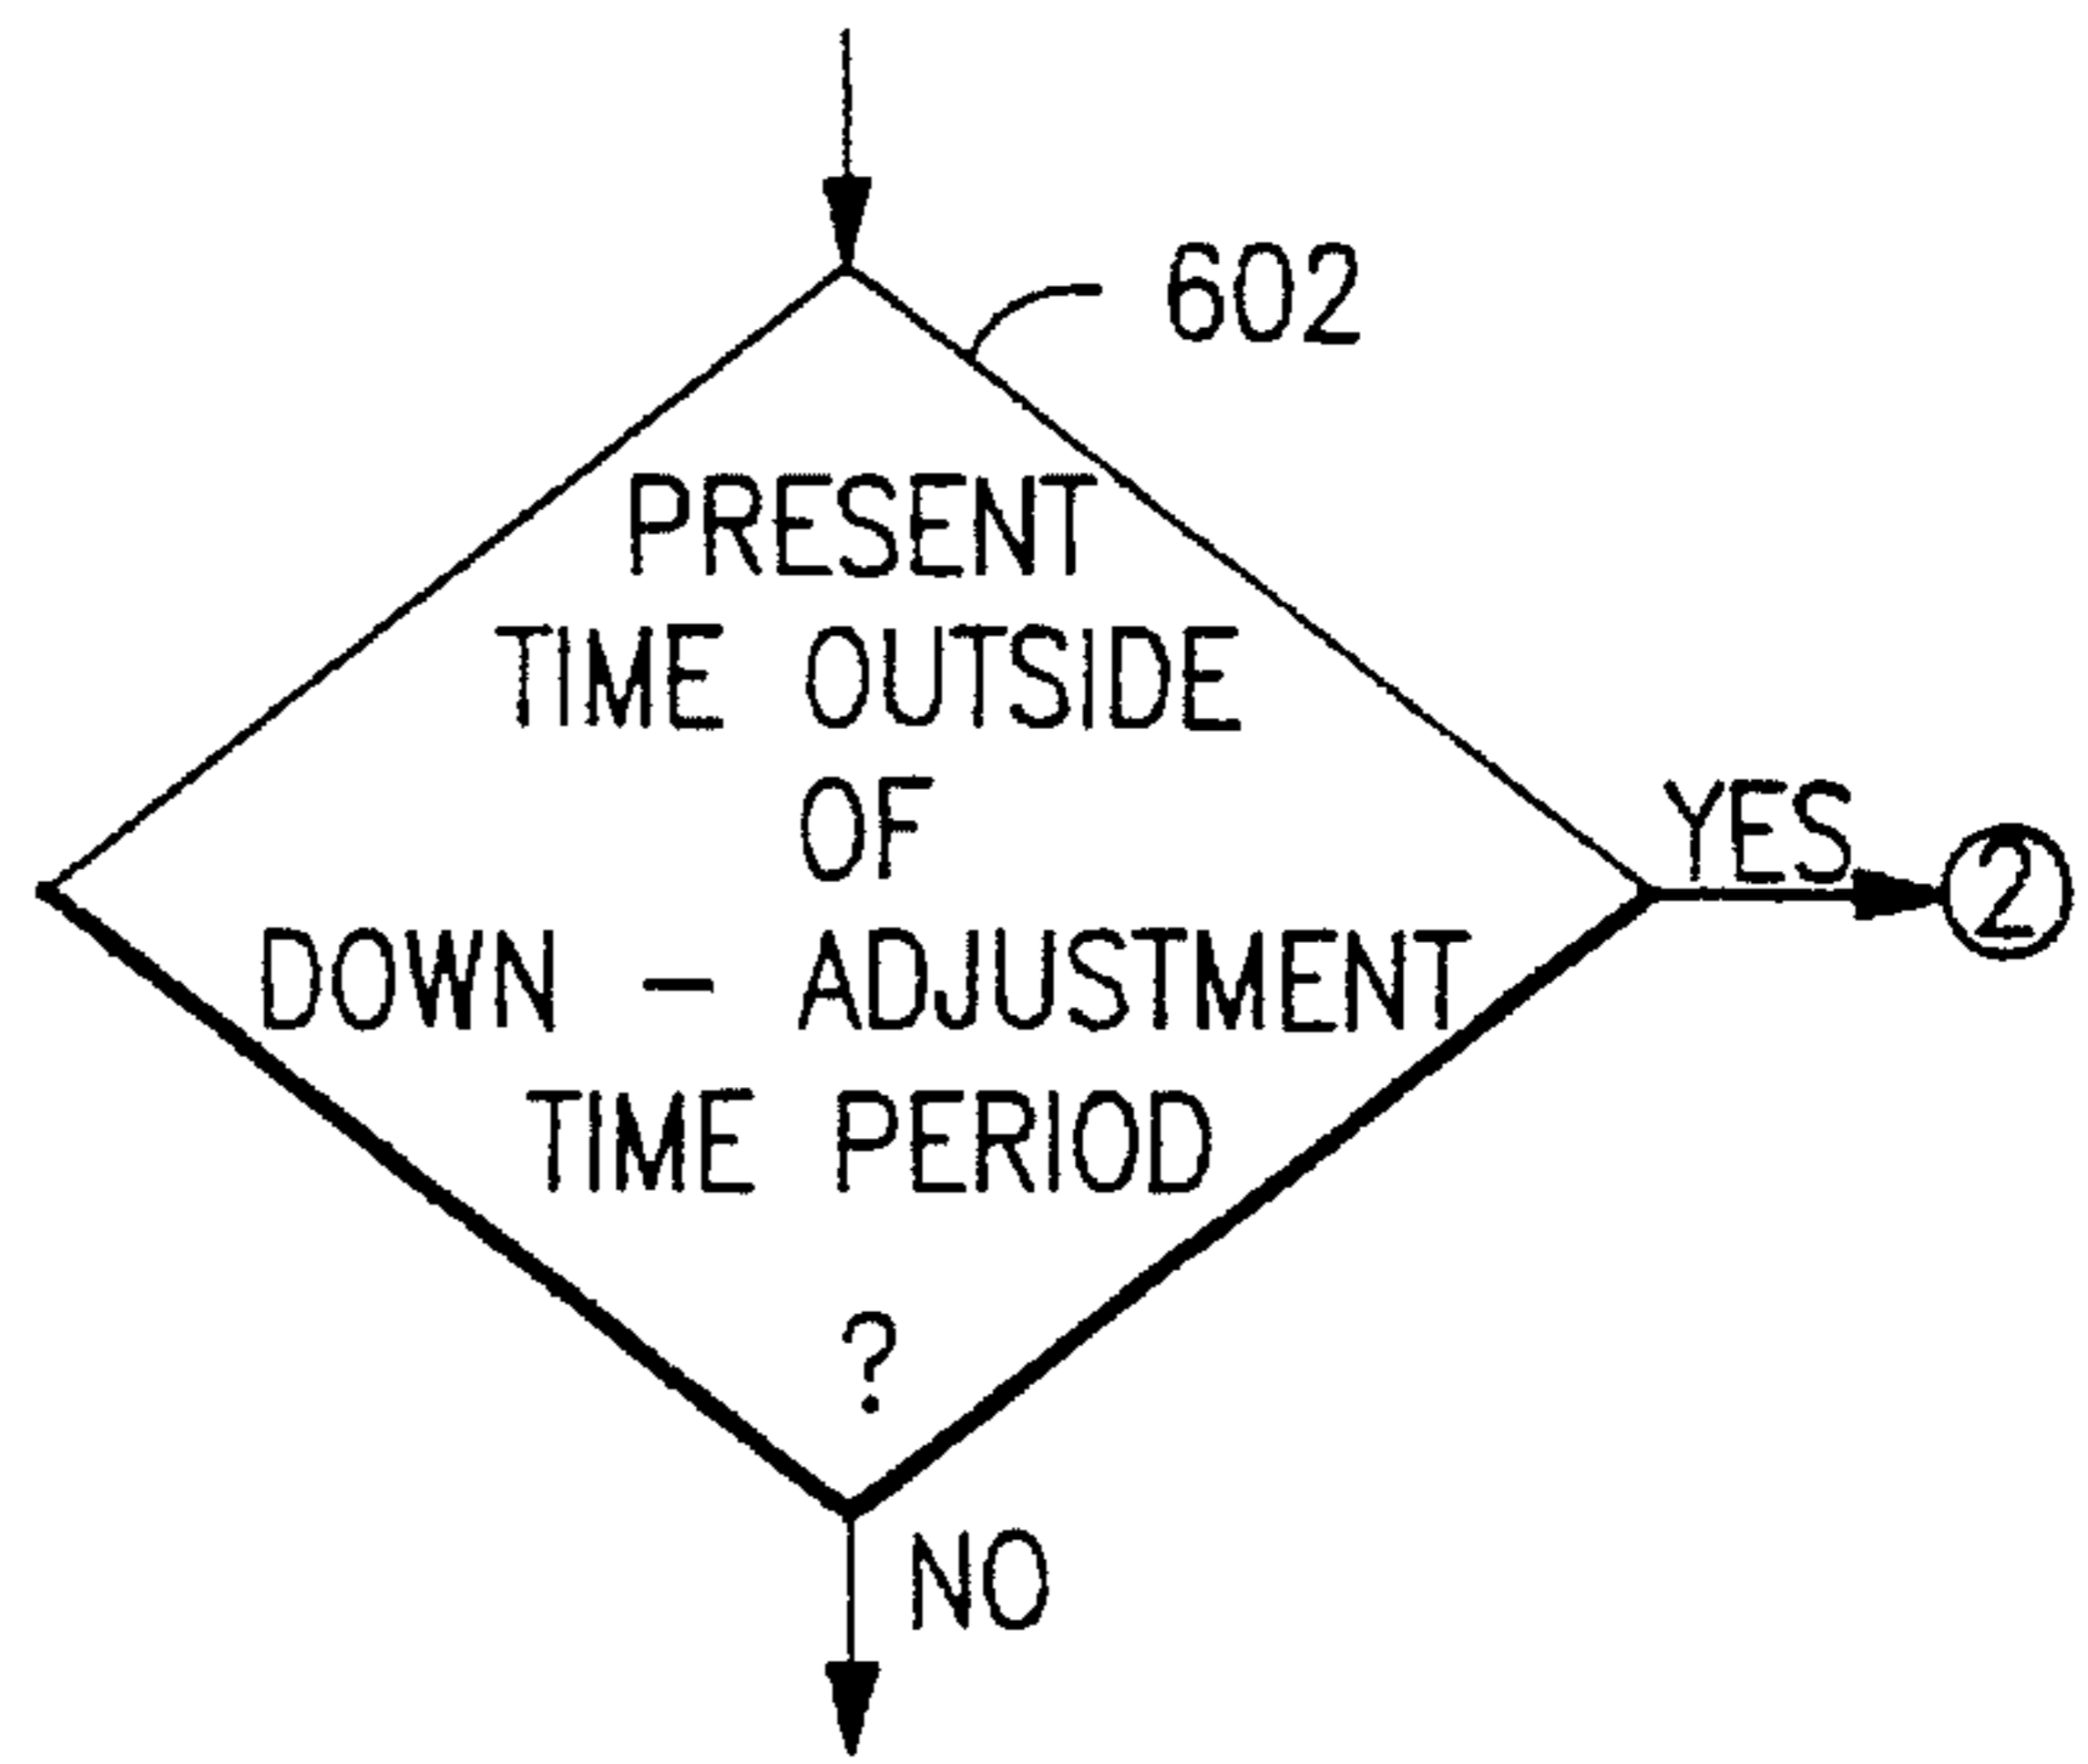 602
PRESENT
TIME OUTSIDE
OF
DOWN - ADJUSTMENT
TIME PERIOD
?
YES
2
NO